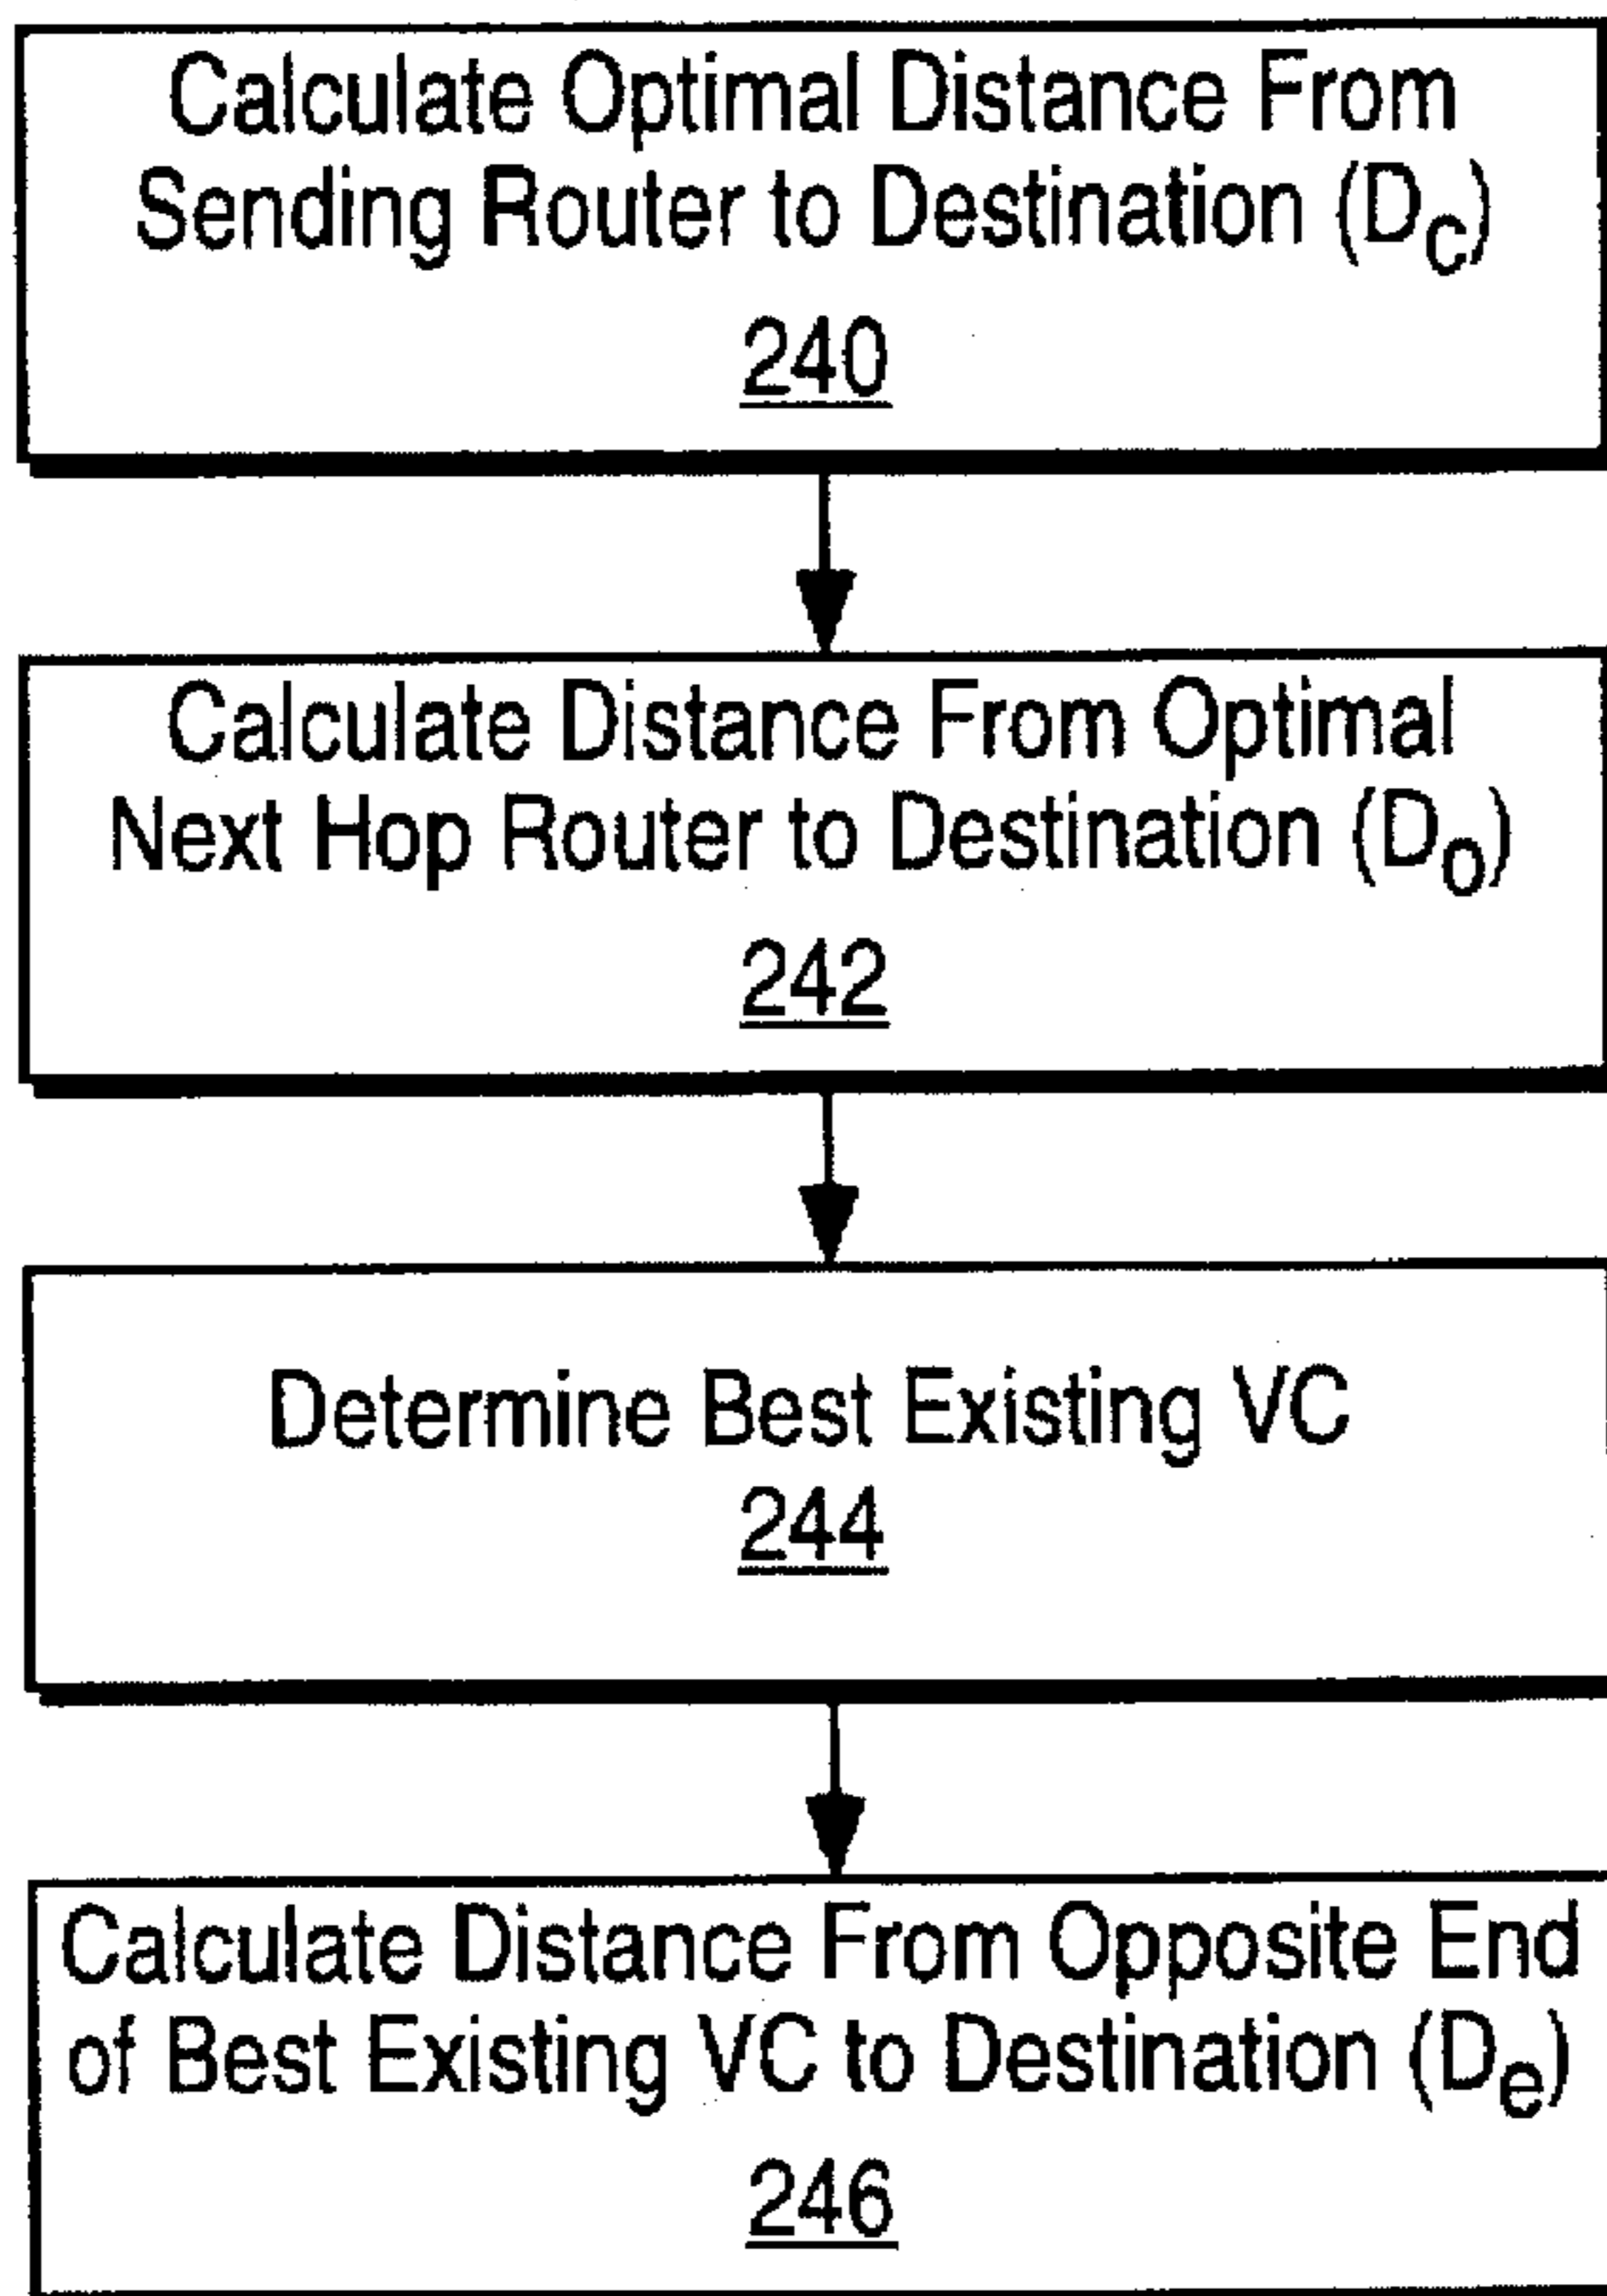 Calculate Optimal Distance From
Sending Router to Destination (Dc)
240
Calculate Distance From Optimal
Next Hop Router to Destination (Do)
242
Determine Best Existing VC
244
Calculate Distance From Opposite End
of Best Existing VC to Destination (De)
246